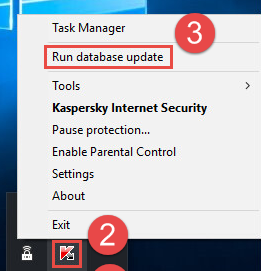 Task Manager
3
Run database update
Tools
Kaspersky Internet Security
Pause protection...
Enable Parental Control
Settings
About
Exit
2